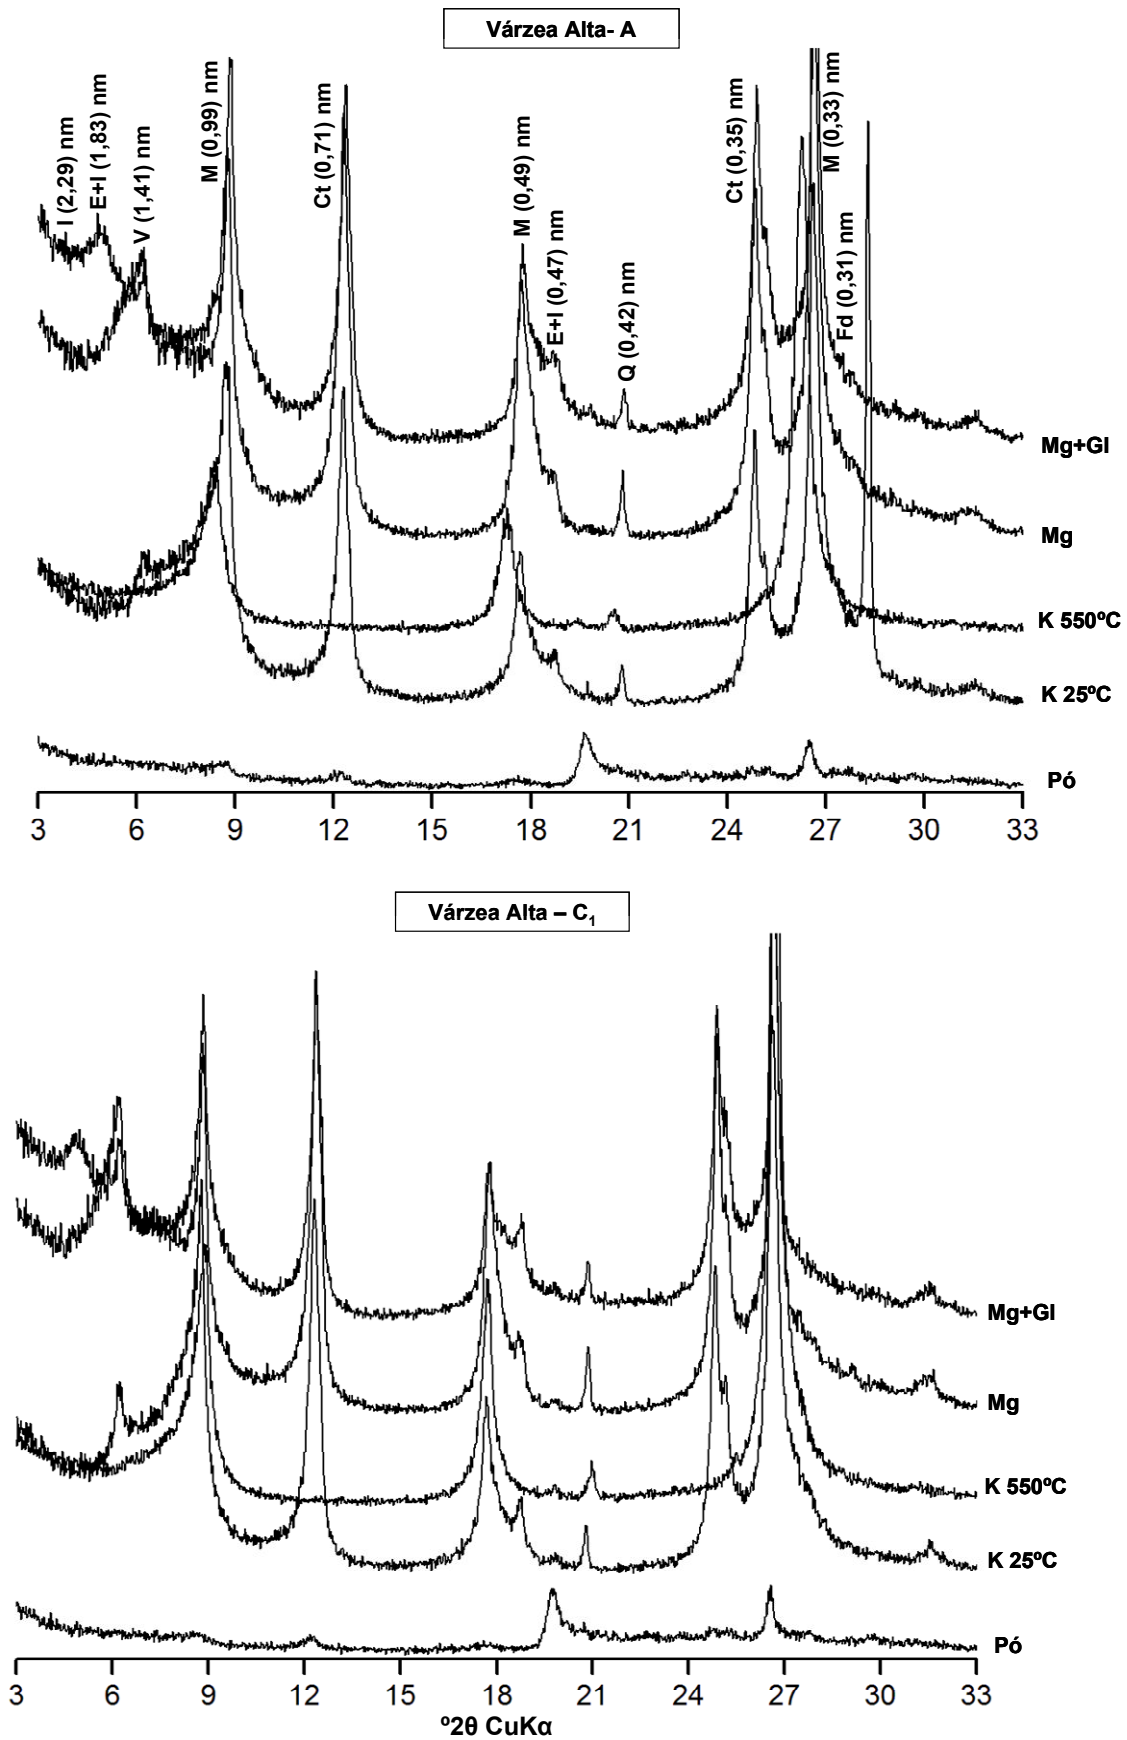 Várzea Alta- A
I (2,29) nm
E+I (1,83) nm
V (1,41) nm
M (0,99) nm
Ct (0,71) nm
M (0,49) nm
E+I (0,47) nm
Q (0,42) nm
Ct (0,35) nm
M (0,33) nm
Fd (0,31) nm
Mg+Gl
Mg
K 550ºC
K 25ºC
Pó
3 6 9 12 15 18 21 24 27 30 33
Várzea Alta – C1
Mg+Gl
Mg
K 550ºC
K 25ºC
Pó
3 6 9 12 15 18 21 24 27 30 33
º2θ CuKα